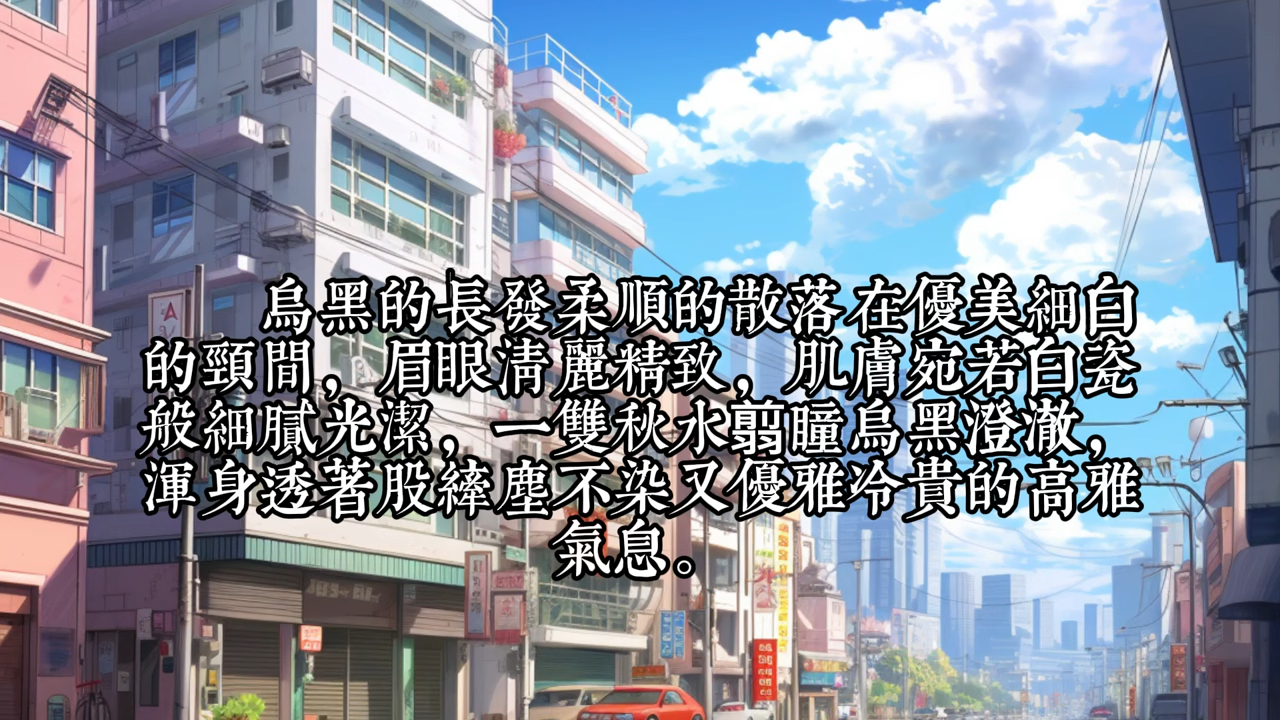 烏黑的長發柔順的散落在優美細白
的頸間，眉眼清麗精致，肌膚宛若白瓷
般細膩光潔，一雙秋水翦瞳烏黑澄澈，
渾身透著股縴塵不染又優雅冷貴的高雅
氣息。
A